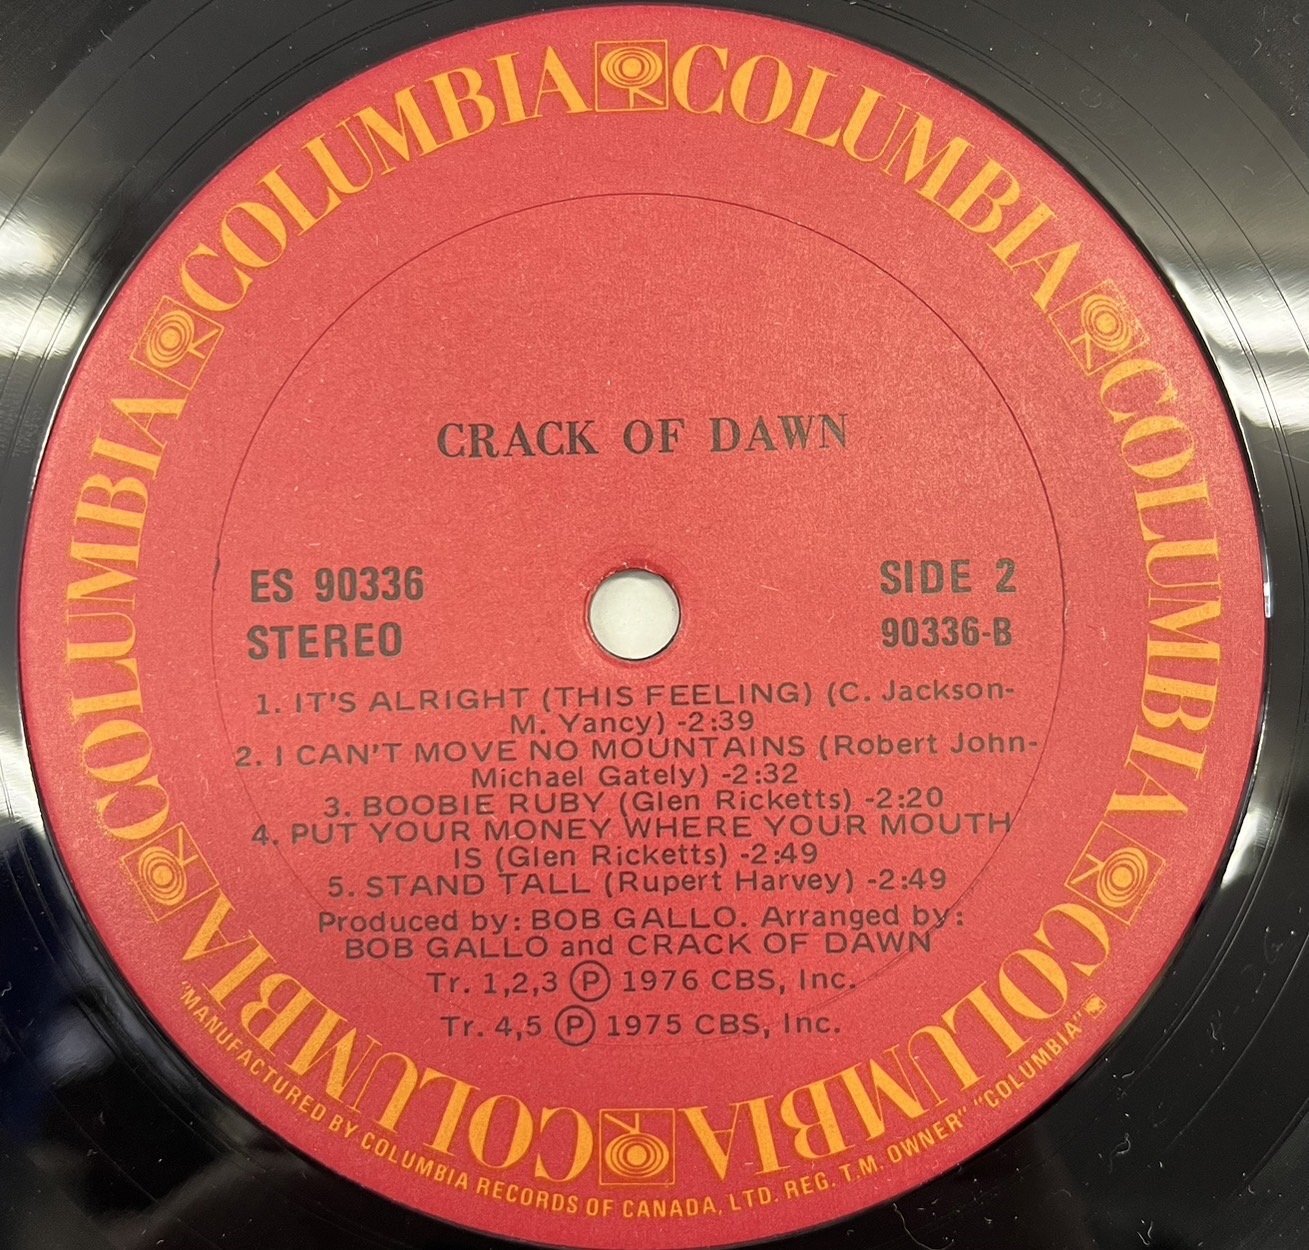 COLUMBIA COLUMBIA COLUMBIA COLUMBIA COLUMBIA COLUMBIA
CRACK OF DAWN
ES 90336
STEREO
SIDE 2
90336-B
1. IT'S ALRIGHT (THIS FEELING) (C. Jackson-
M. Yancy) -2:39
2. I CAN'T MOVE NO MOUNTAINS (Robert John-
Michael Gately) -2:32
3. BOOBIE RUBY (Glen Ricketts) -2:20
4. PUT YOUR MONEY WHERE YOUR MOUTH
IS (Glen Ricketts) -2:49
5. STAND TALL (Rupert Harvey) -2:49
Produced by: BOB GALLO. Arranged by:
BOB GALLO and CRACK OF DAWN
Tr. 1,2,3 Ⓟ 1976 CBS, Inc.
Tr. 4,5 Ⓟ 1975 CBS, Inc.
"MANUFACTURED BY COLUMBIA RECORDS OF CANADA, LTD. REG. T.M. OWNER" "COLUMBIA"